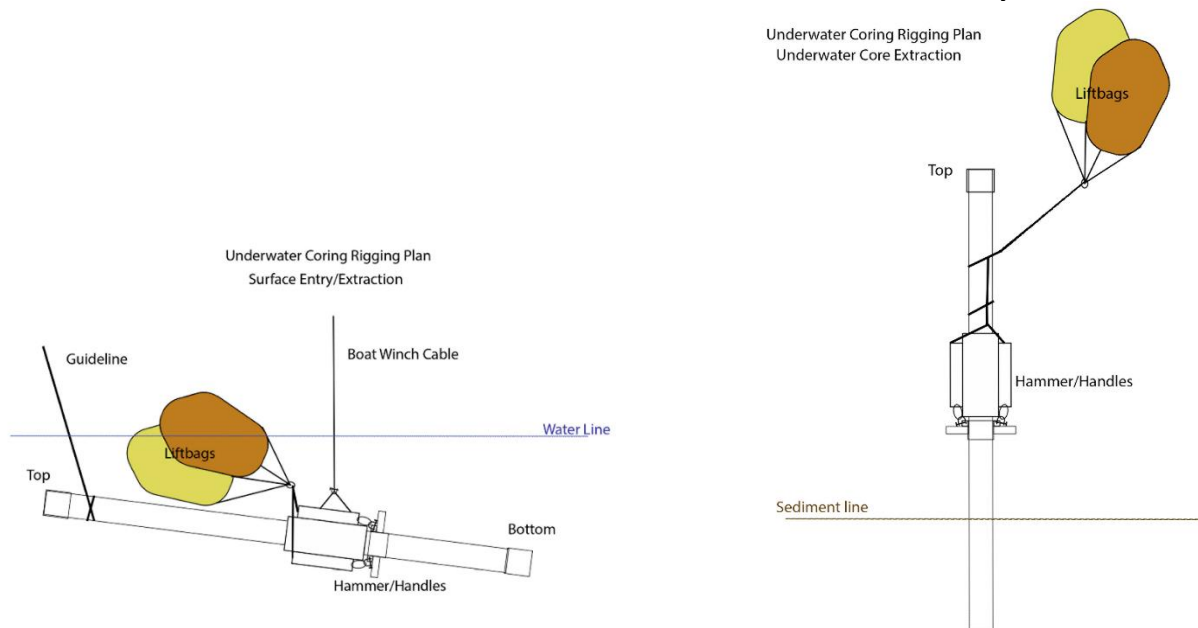 Underwater Coring Rigging Plan
Surface Entry/Extraction
Guideline
Boat Winch Cable
Water Line
Liftbags
Top
Bottom
Hammer/Handles
Underwater Coring Rigging Plan
Underwater Core Extraction
Liftbags
Top
Hammer/Handles
Sediment line